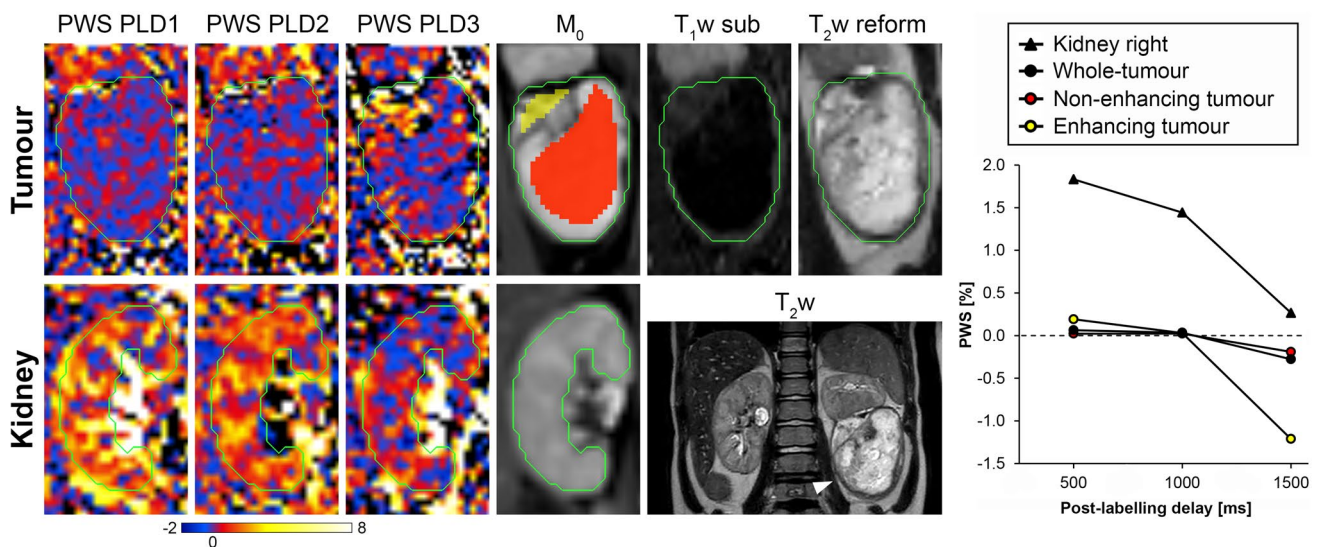 PWS PLD1 PWS PLD2 PWS PLD3 M0 T1w sub T2w reform
Tumour
Kidney
T2w
-2 8
0
Kidney right
Whole-tumour
Non-enhancing tumour
Enhancing tumour
2.0
1.5
1.0
0.5
0.0
-0.5
-1.0
-1.5
PWS [%]
500 1000 1500
Post-labelling delay [ms]